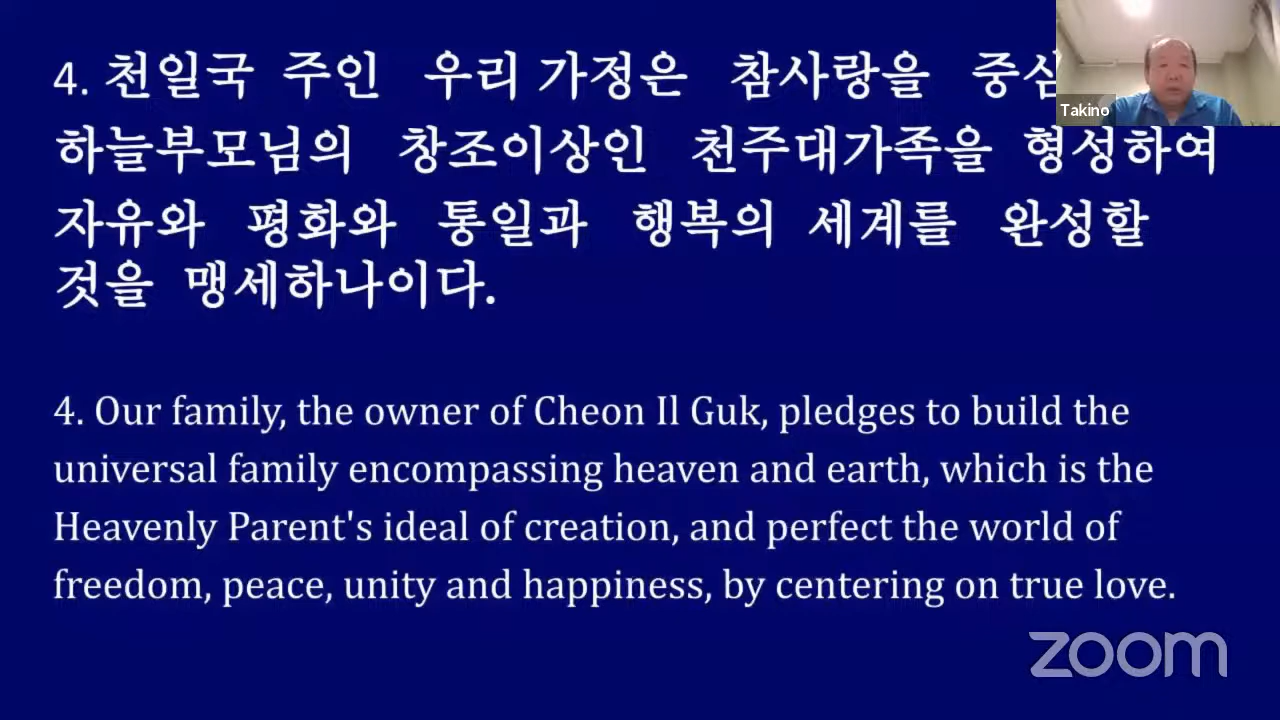 4. 천일국 주인 우리 가정은 참사랑을
Takino
하늘부모님의 창조이상인 천주대가족을 형성하여
자유와 평화와 통일과 행복의 세계를 완성할
것을 맹세하나이다.
4. Our family, the owner of Cheon Il Guk, pledges to build the
universal family encompassing heaven and earth, which is the
Heavenly Parent's ideal of creation, and perfect the world of
freedom, peace, unity and happiness, by centering on true love.
zoom